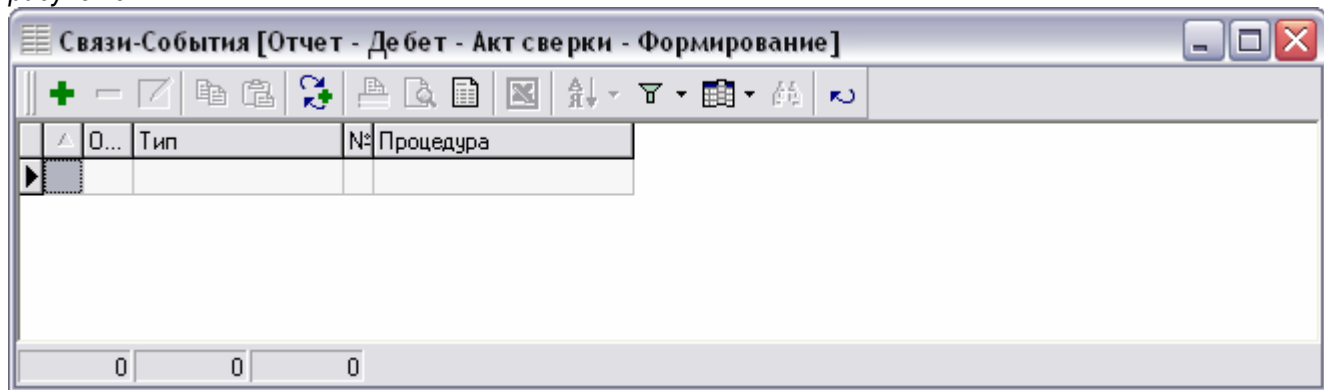 Связи-События [Отчет - Дебет - Акт сверки - Формирование]
О... Тип № Процедура
0 0 0